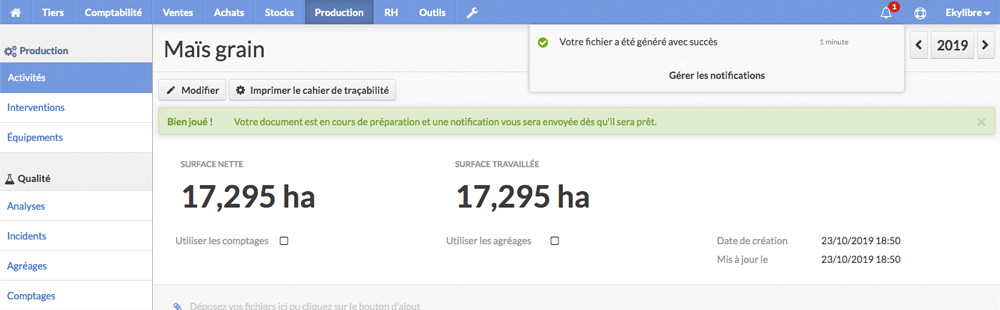 Tiers Comptabilité Ventes Achats Stocks Production RH Outils 1 Ekylibre
Production
Activités
Interventions
Équipements
Qualité
Analyses
Incidents
Agréages
Comptages
Maïs grain
Votre fichier a été généré avec succès 1 minute
Gérer les notifications
2019
Modifier Imprimer le cahier de traçabilité
Bien joué ! Votre document est en cours de préparation et une notification vous sera envoyée dès qu'il sera prêt.
SURFACE NETTE SURFACE TRAVAILLÉE
17,295 ha 17,295 ha
Utiliser les comptages Utiliser les agréages Date de création 23/10/2019 18:50
Mis à jour le 23/10/2019 18:50
Déposez vos fichiers ici ou cliquez sur le bouton d'ajout